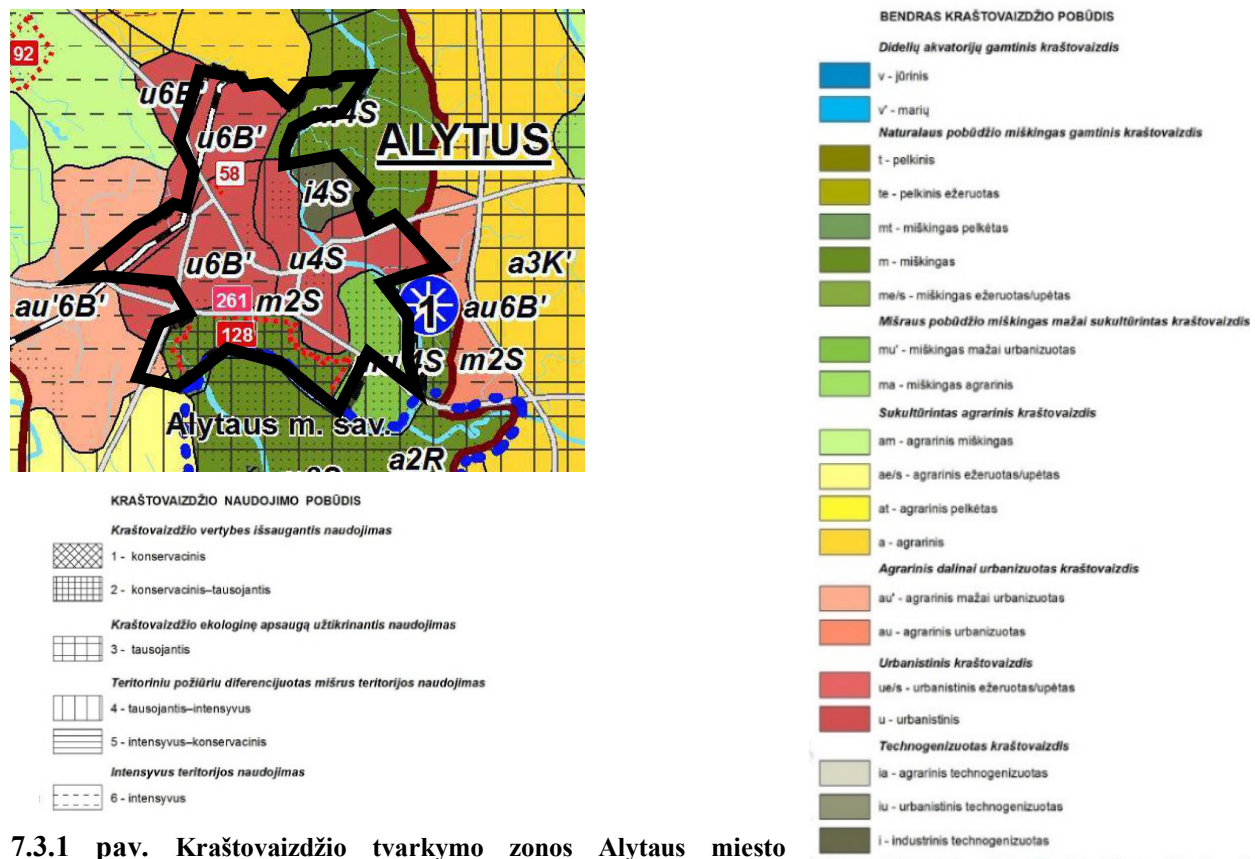 92
u6B'
m4S
u6B'
ALYTUS
58
i4S
u6B'
u4S
a3K'
au'6B'
261
m2S
1
au6B'
128
m2S
Alytaus m. sav.
a2R
KRAŠTOVAIZDŽIO NAUDOJIMO POBŪDIS
Kraštovaizdžio vertybes išsaugantis naudojimas
1 - konservacinis
2 - konservacinis–tausojantis
Kraštovaizdžio ekologinę apsaugą užtikrinantis naudojimas
3 - tausojantis
Teritoriniu požiūriu diferencijuotas mišrus teritorijos naudojimas
4 - tausojantis–intensyvus
5 - intensyvus–konservacinis
Intensyvus teritorijos naudojimas
6 - intensyvus
7.3.1 pav. Kraštovaizdžio tvarkymo zonos Alytaus miesto
BENDRAS KRAŠTOVAIZDŽIO POBŪDIS
Didelių akvatorijų gamtinis kraštovaizdis
v - jūrinis
v' - marių
Naturalaus pobūdžio miškingas gamtinis kraštovaizdis
t - pelkinis
te - pelkinis ežeruotas
mt - miškingas pelkėtas
m - miškingas
me/s - miškingas ežeruotas/upėtas
Mišraus pobūdžio miškingas mažai sukultūrintas kraštovaizdis
mu' - miškingas mažai urbanizuotas
ma - miškingas agrarinis
Sukultūrintas agrarinis kraštovaizdis
am - agrarinis miškingas
ae/s - agrarinis ežeruotas/upėtas
at - agrarinis pelkėtas
a - agrarinis
Agrarinis dalinai urbanizuotas kraštovaizdis
au' - agrarinis mažai urbanizuotas
au - agrarinis urbanizuotas
Urbanistinis kraštovaizdis
ue/s - urbanistinis ežeruotas/upėtas
u - urbanistinis
Technogenizuotas kraštovaizdis
ia - agrarinis technogenizuotas
iu - urbanistinis technogenizuotas
i - industrinis technogenizuotas